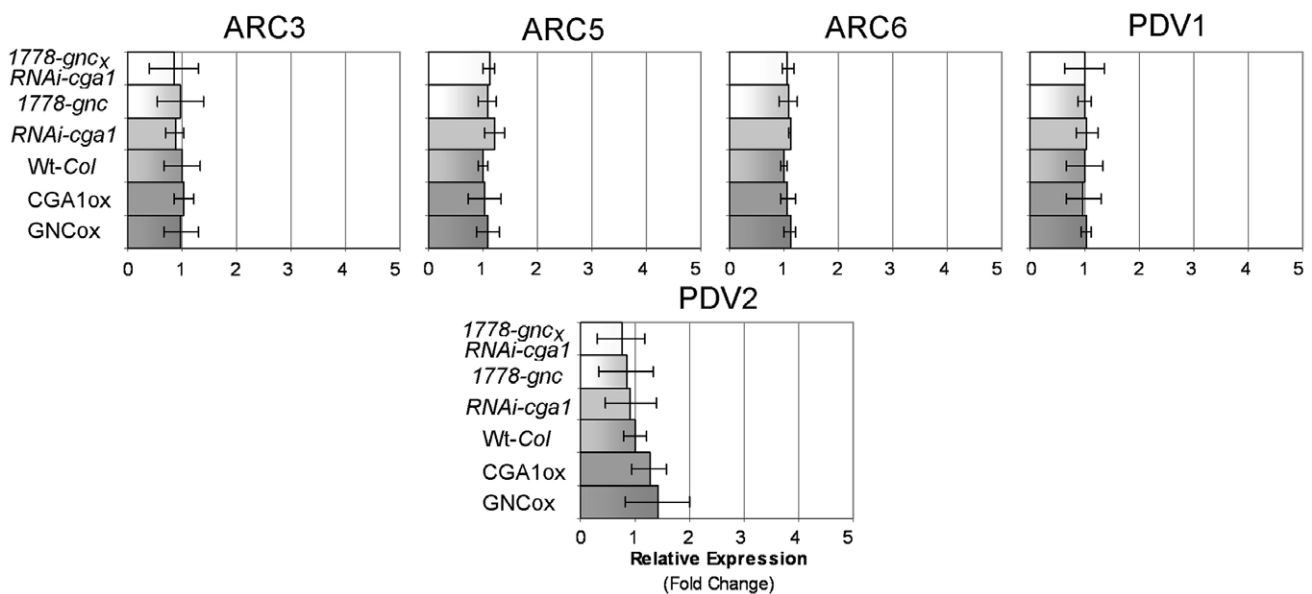 ARC3 ARC5 ARC6 PDV1
1778-gncx
RNAi-cga1
1778-gnc
RNAi-cga1
Wt-Col
CGA1ox
GNCox
0 1 2 3 4 5 0 1 2 3 4 5 0 1 2 3 4 5 0 1 2 3 4 5
PDV2
1778-gncx
RNAi-cga1
1778-gnc
RNAi-cga1
Wt-Col
CGA1ox
GNCox
0 1 2 3 4 5
Relative Expression
(Fold Change)